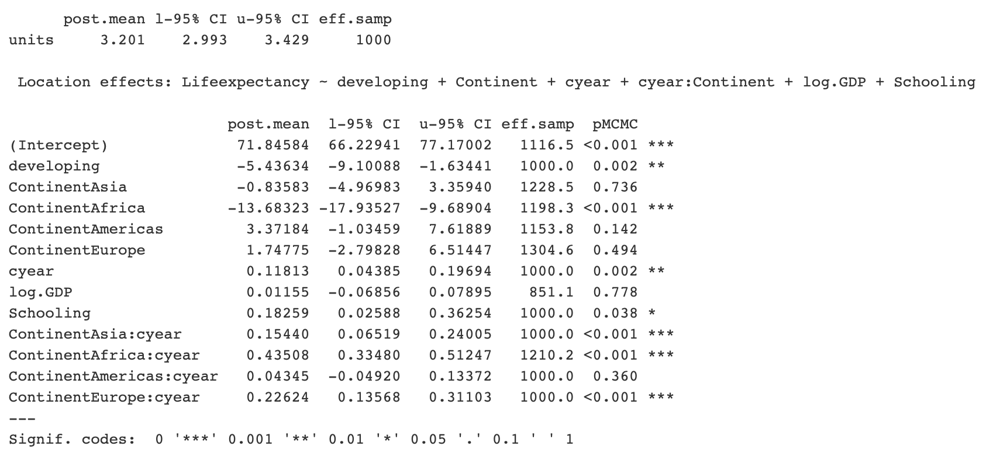 post.mean l-95% CI u-95% CI eff.samp
units 3.201 2.993 3.429 1000
Location effects: Lifeexpectancy ~ developing + Continent + cyear + cyear:Continent + log.GDP + Schooling
post.mean l-95% CI u-95% CI eff.samp pMCMC
(Intercept) 71.84584 66.22941 77.17002 1116.5 <0.001 ***
developing -5.43634 -9.10088 -1.63441 1000.0 0.002 **
ContinentAsia -0.83583 -4.96983 3.35940 1228.5 0.736
ContinentAfrica -13.68323 -17.93527 -9.68904 1198.3 <0.001 ***
ContinentAmericas 3.37184 -1.03459 7.61889 1153.8 0.142
ContinentEurope 1.74775 -2.79828 6.51447 1304.6 0.494
cyear 0.11813 0.04385 0.19694 1000.0 0.002 **
log.GDP 0.01155 -0.06856 0.07895 851.1 0.778
Schooling 0.18259 0.02588 0.36254 1000.0 0.038 *
ContinentAsia:cyear 0.15440 0.06519 0.24005 1000.0 <0.001 ***
ContinentAfrica:cyear 0.43508 0.33480 0.51247 1210.2 <0.001 ***
ContinentAmericas:cyear 0.04345 -0.04920 0.13372 1000.0 0.360
ContinentEurope:cyear 0.22624 0.13568 0.31103 1000.0 <0.001 ***
---
Signif. codes: 0 '***' 0.001 '**' 0.01 '*' 0.05 '.' 0.1 ' ' 1